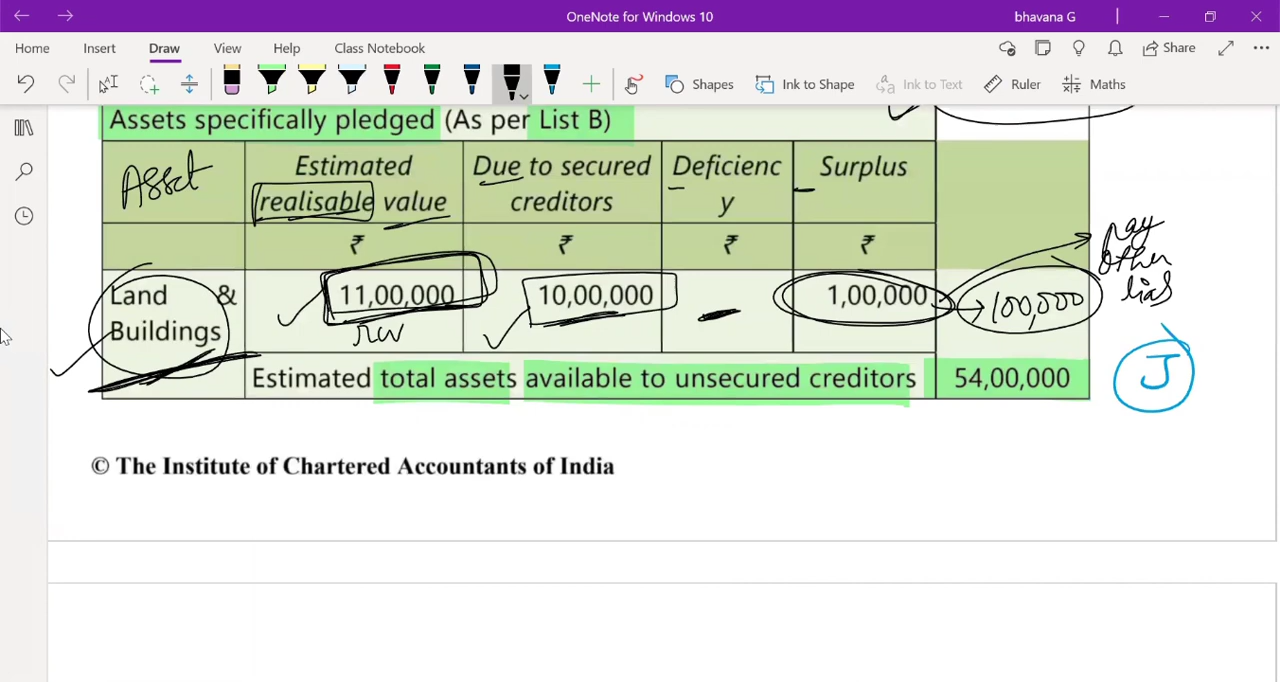 OneNote for Windows 10
bhavana G
Home Insert Draw View Help Class Notebook
Share
Shapes Ink to Shape Ink to Text Ruler Maths
Assets specifically pledged (As per List B)
Asset Estimated realisable value Due to secured creditors Deficienc y Surplus
₹ ₹ ₹ ₹
Land & Buildings 11,00,000 10,00,000 - 1,00,000 100,000
RV
pay
other
liab
Estimated total assets available to unsecured creditors 54,00,000
J
© The Institute of Chartered Accountants of India